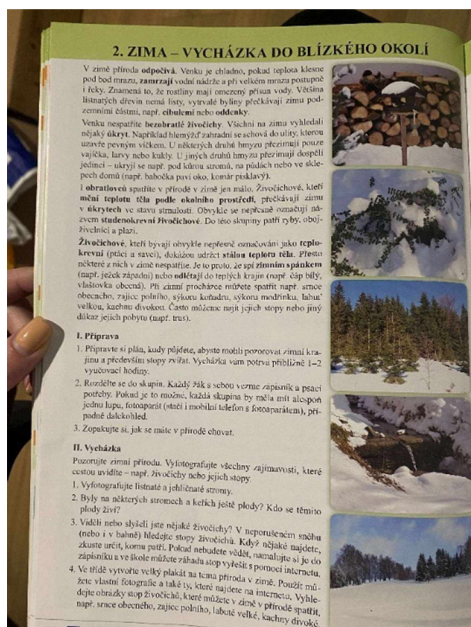 2. ZIMA – VYCHÁZKA DO BLÍZKÉHO OKOLÍ
V zimě příroda odpočívá. Venku je chladno, pokud teplota klesne
pod bod mrazu, zamrzají vodní nádrže a při velkém mrazu postupně
i řeky. Znamená to, že rostliny mají omezený přísun vody. Většina
listnatých dřevin nemá listy, vytrvalé byliny přečkávají zimu pod-
zemními částmi, např. cibulemi nebo oddenky.
Venku nespatříte bezobratlé živočichy. Všichni na zimu vyhledali
nějaký úkryt. Například hlemýžď zahradní se schová do ulity, kterou
uzavře pevným víčkem. U některých druhů hmyzu přezimují pouze
vajíčka, larvy nebo kukly. U jiných druhů hmyzu přezimují dospělí
jedinci – ukryjí se např. pod kůrou stromů, na půdách nebo ve skle-
pech domů (např. babočka paví oko, komár pisklavý).
I obratlovců spatříte v přírodě v zimě jen málo. Živočichové, kteří
mění teplotu těla podle okolního prostředí, přečkávají zimu
v úkrytech ve stavu strnulosti. Obvykle se nepřesně označují ná-
zvem studenokrevní živočichové. Do této skupiny patří ryby, oboj-
živelníci a plazi.
Živočichové, kteří bývají obvykle nepřesně označováni jako teplo-
krevní (ptáci a savci), dokážou udržet stálou teplotu těla. Přesto
některé z nich v zimě nespatříte. Je to proto, že spí zimním spánkem
(např. ježek západní) nebo odlétají do teplých krajin (např. čáp bílý,
vlaštovka obecná). Při zimní procházce můžete spatřit např. srnce
obecného, zajíce polního, sýkoru koňadru, sýkoru modřinku, labuť
velkou, kachnu divokou. Často můžeme najít jejich stopy nebo jiný
důkaz jejich pobytu (např. trus).
I. Příprava
1. Připravte si plán, kudy půjdete, abyste mohli pozorovat zimní kra-
jinu a především stopy zvířat. Vycházka vám potrvá přibližně 1–2
vyučovací hodiny.
2. Rozdělte se do skupin. Každý žák s sebou vezme zápisník a psací
potřeby. Pokud je to možné, každá skupina by měla mít alespoň
jednu lupu, fotoaparát (stačí i mobilní telefon s fotoaparátem), pří-
padně dalekohled.
3. Zopakujte si, jak se máte v přírodě chovat.
II. Vycházka
Pozorujte zimní přírodu. Vyfotografujte všechny zajímavosti, které
cestou uvidíte – např. živočichy nebo jejich stopy.
1. Vyfotografujte listnaté a jehličnaté stromy.
2. Byly na některých stromech a keřích ještě plody? Kdo se těmito
plody živí?
3. Viděli nebo slyšeli jste nějaké živočichy? V neporušeném sněhu
(nebo i v bahně) hledejte stopy živočichů. Když nějaké najdete,
zkuste určit, komu patří. Pokud nebudete vědět, namalujte si je do
zápisníku a ve škole můžete záhadu stop vyřešit s pomocí internetu.
4. Ve třídě vytvořte velký plakát na téma příroda v zimě. Použít mů-
žete vlastní fotografie a také ty, které najdete na internetu. Vyhle-
dejte obrázky stop živočichů, které můžete v zimě v přírodě spatřit,
např. srnce obecného, zajíce polního, labutě velké, kachny divoké